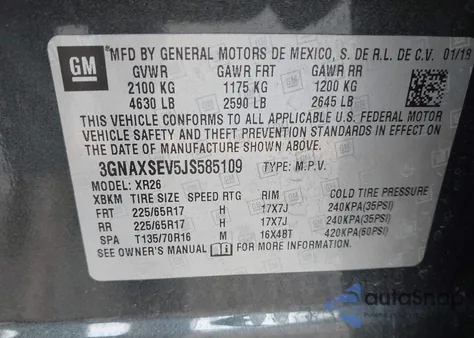 GM
MFD BY GENERAL MOTORS DE MEXICO, S. DE R.L. DE C.V. 01/18
GVWR GAWR FRT GAWR RR
2100 KG 1175 KG 1200 KG
4630 LB 2590 LB 2645 LB
THIS VEHICLE CONFORMS TO ALL APPLICABLE U.S. FEDERAL MOTOR
VEHICLE SAFETY AND THEFT PREVENTION STANDARDS IN EFFECT ON
THE DATE OF MANUFACTURE SHOWN ABOVE.
3GNAXSEV5JS585109 TYPE: M.P.V.
MODEL: XR26
XBKM TIRE SIZE SPEED RTG RIM COLD TIRE PRESSURE
FRT 225/65R17 H 17X7J 240KPA(35PSI)
RR 225/65R17 H 17X7J 240KPA(35PSI)
SPA T135/70R16 M 16X4BT 420KPA(60PSI)
SEE OWNER'S MANUAL FOR MORE INFORMATION
autoSnap